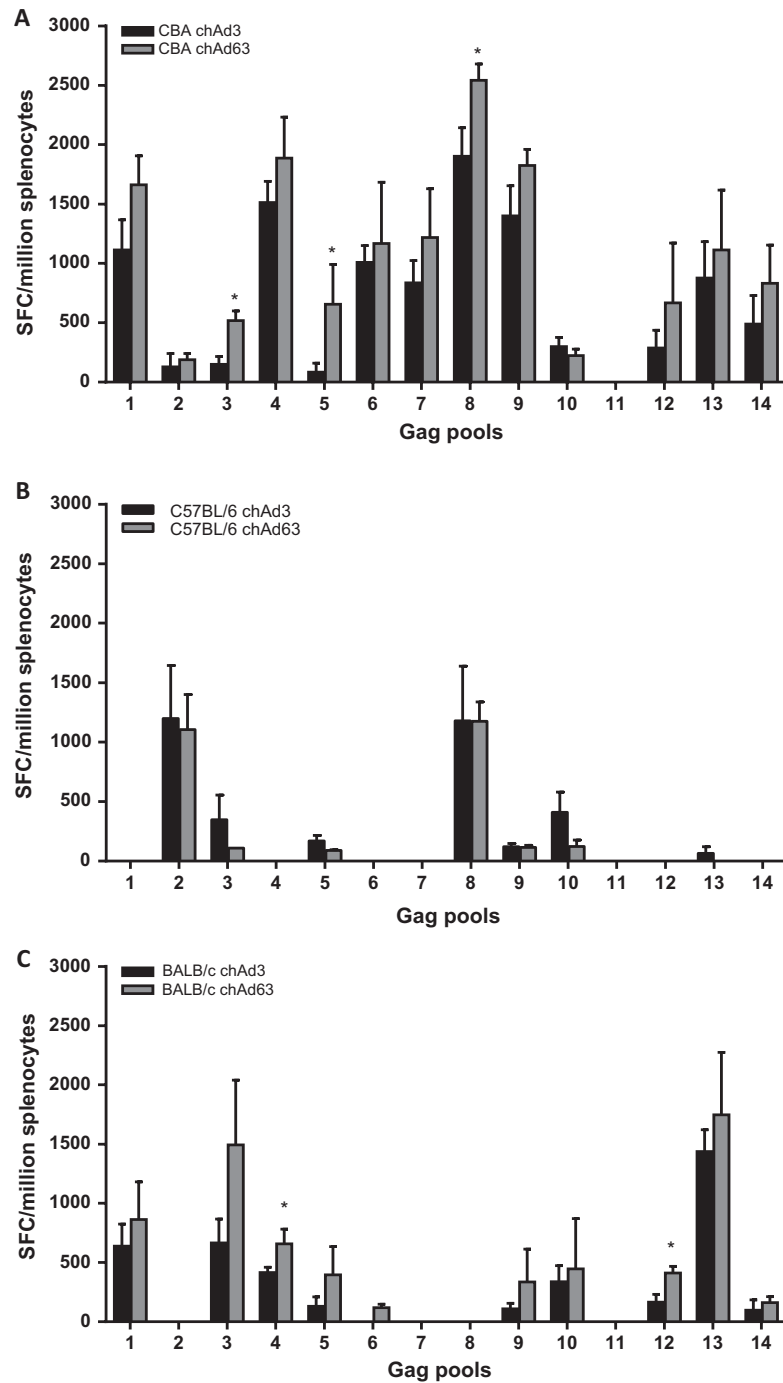 A
CBA chAd3
CBA chAd63
3000
2500
2000
1500
1000
500
0
SFC/million splenocytes
* * * 
1 2 3 4 5 6 7 8 9 10 11 12 13 14
Gag pools
B
C57BL/6 chAd3
C57BL/6 chAd63
3000
2500
2000
1500
1000
500
0
SFC/million splenocytes
1 2 3 4 5 6 7 8 9 10 11 12 13 14
Gag pools
C
BALB/c chAd3
BALB/c chAd63
3000
2500
2000
1500
1000
500
0
SFC/million splenocytes
* *
1 2 3 4 5 6 7 8 9 10 11 12 13 14
Gag pools